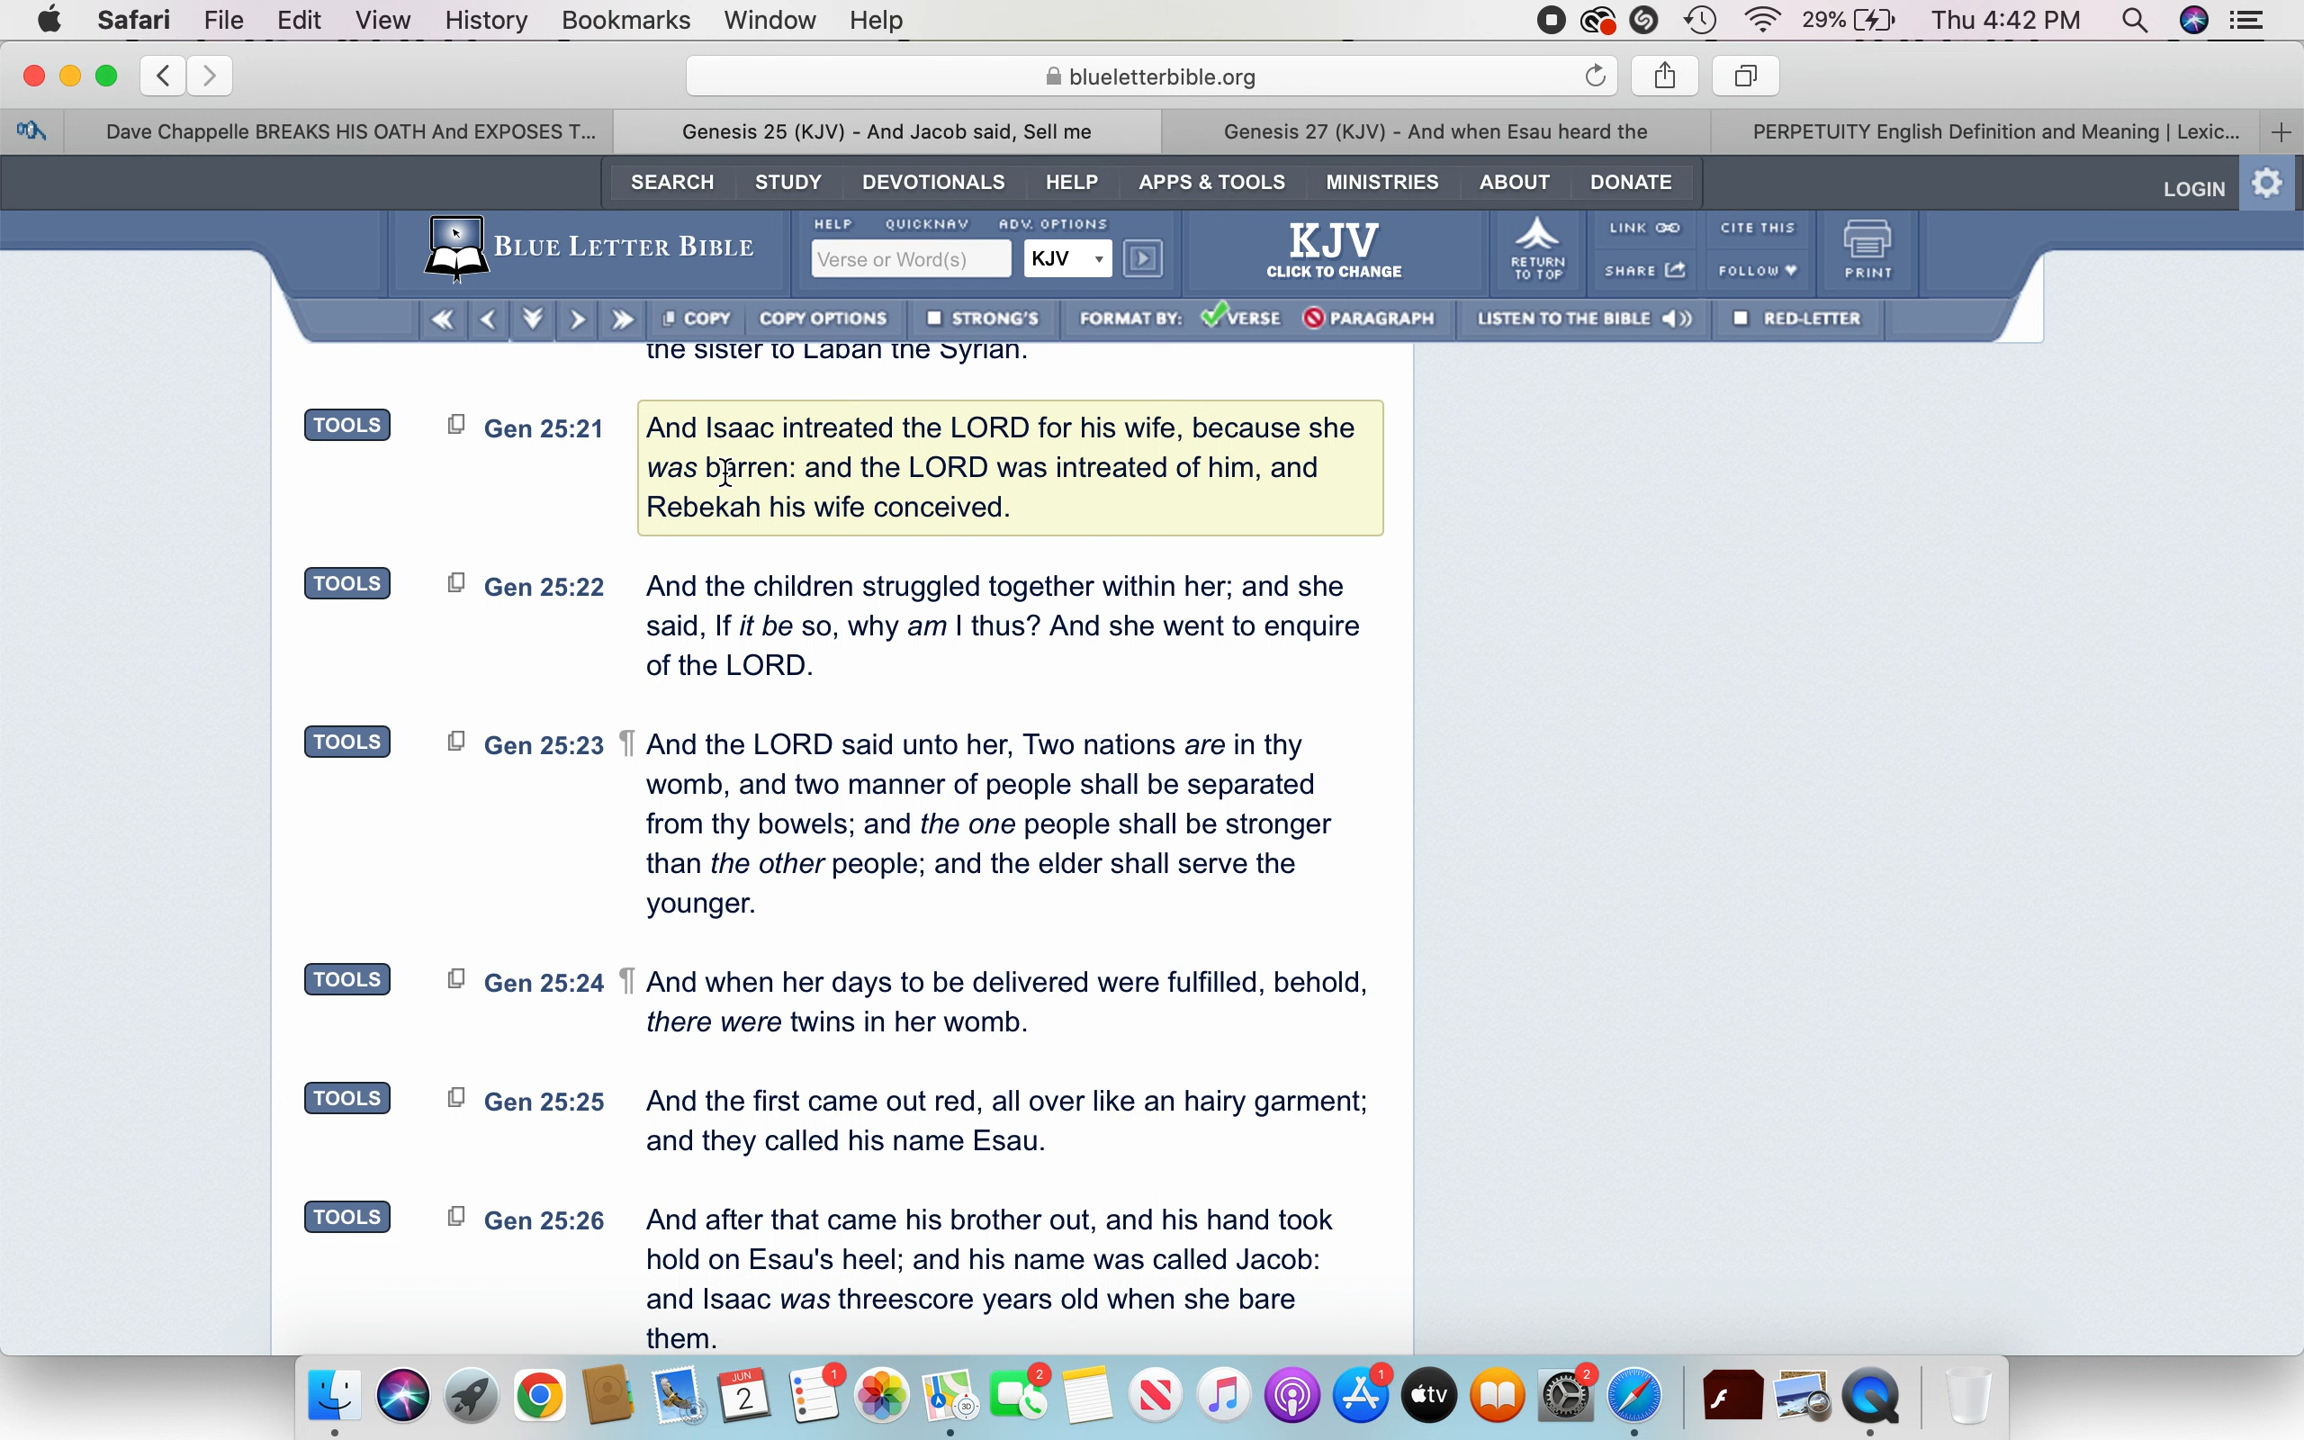 Safari File Edit View History Bookmarks Window Help 29% Thu 4:42 PM
blueletterbible.org
Dave Chappelle BREAKS HIS OATH And EXPOSES T... Genesis 25 (KJV) - And Jacob said, Sell me Genesis 27 (KJV) - And when Esau heard the PERPETUITY English Definition and Meaning | Lexic...
SEARCH STUDY DEVOTIONALS HELP APPS & TOOLS MINISTRIES ABOUT DONATE LOGIN
HELP QUICKNAV ADV. OPTIONS
BLUE LETTER BIBLE
Verse or Word(s) KJV
KJV
CLICK TO CHANGE
RETURN
TO TOP
LINK CITE THIS
SHARE FOLLOW PRINT
COPY COPY OPTIONS STRONG'S FORMAT BY: VERSE PARAGRAPH LISTEN TO THE BIBLE RED-LETTER
the sister to Laban the Syrian.
TOOLS Gen 25:21 And Isaac intreated the LORD for his wife, because she
was barren: and the LORD was intreated of him, and
Rebekah his wife conceived.
TOOLS Gen 25:22 And the children struggled together within her; and she
said, If it be so, why am I thus? And she went to enquire
of the LORD.
TOOLS Gen 25:23 ¶ And the LORD said unto her, Two nations are in thy
womb, and two manner of people shall be separated
from thy bowels; and the one people shall be stronger
than the other people; and the elder shall serve the
younger.
TOOLS Gen 25:24 ¶ And when her days to be delivered were fulfilled, behold,
there were twins in her womb.
TOOLS Gen 25:25 And the first came out red, all over like an hairy garment;
and they called his name Esau.
TOOLS Gen 25:26 And after that came his brother out, and his hand took
hold on Esau's heel; and his name was called Jacob:
and Isaac was threescore years old when she bare
them.
JUN
2
1
3D
2
1
tv
2